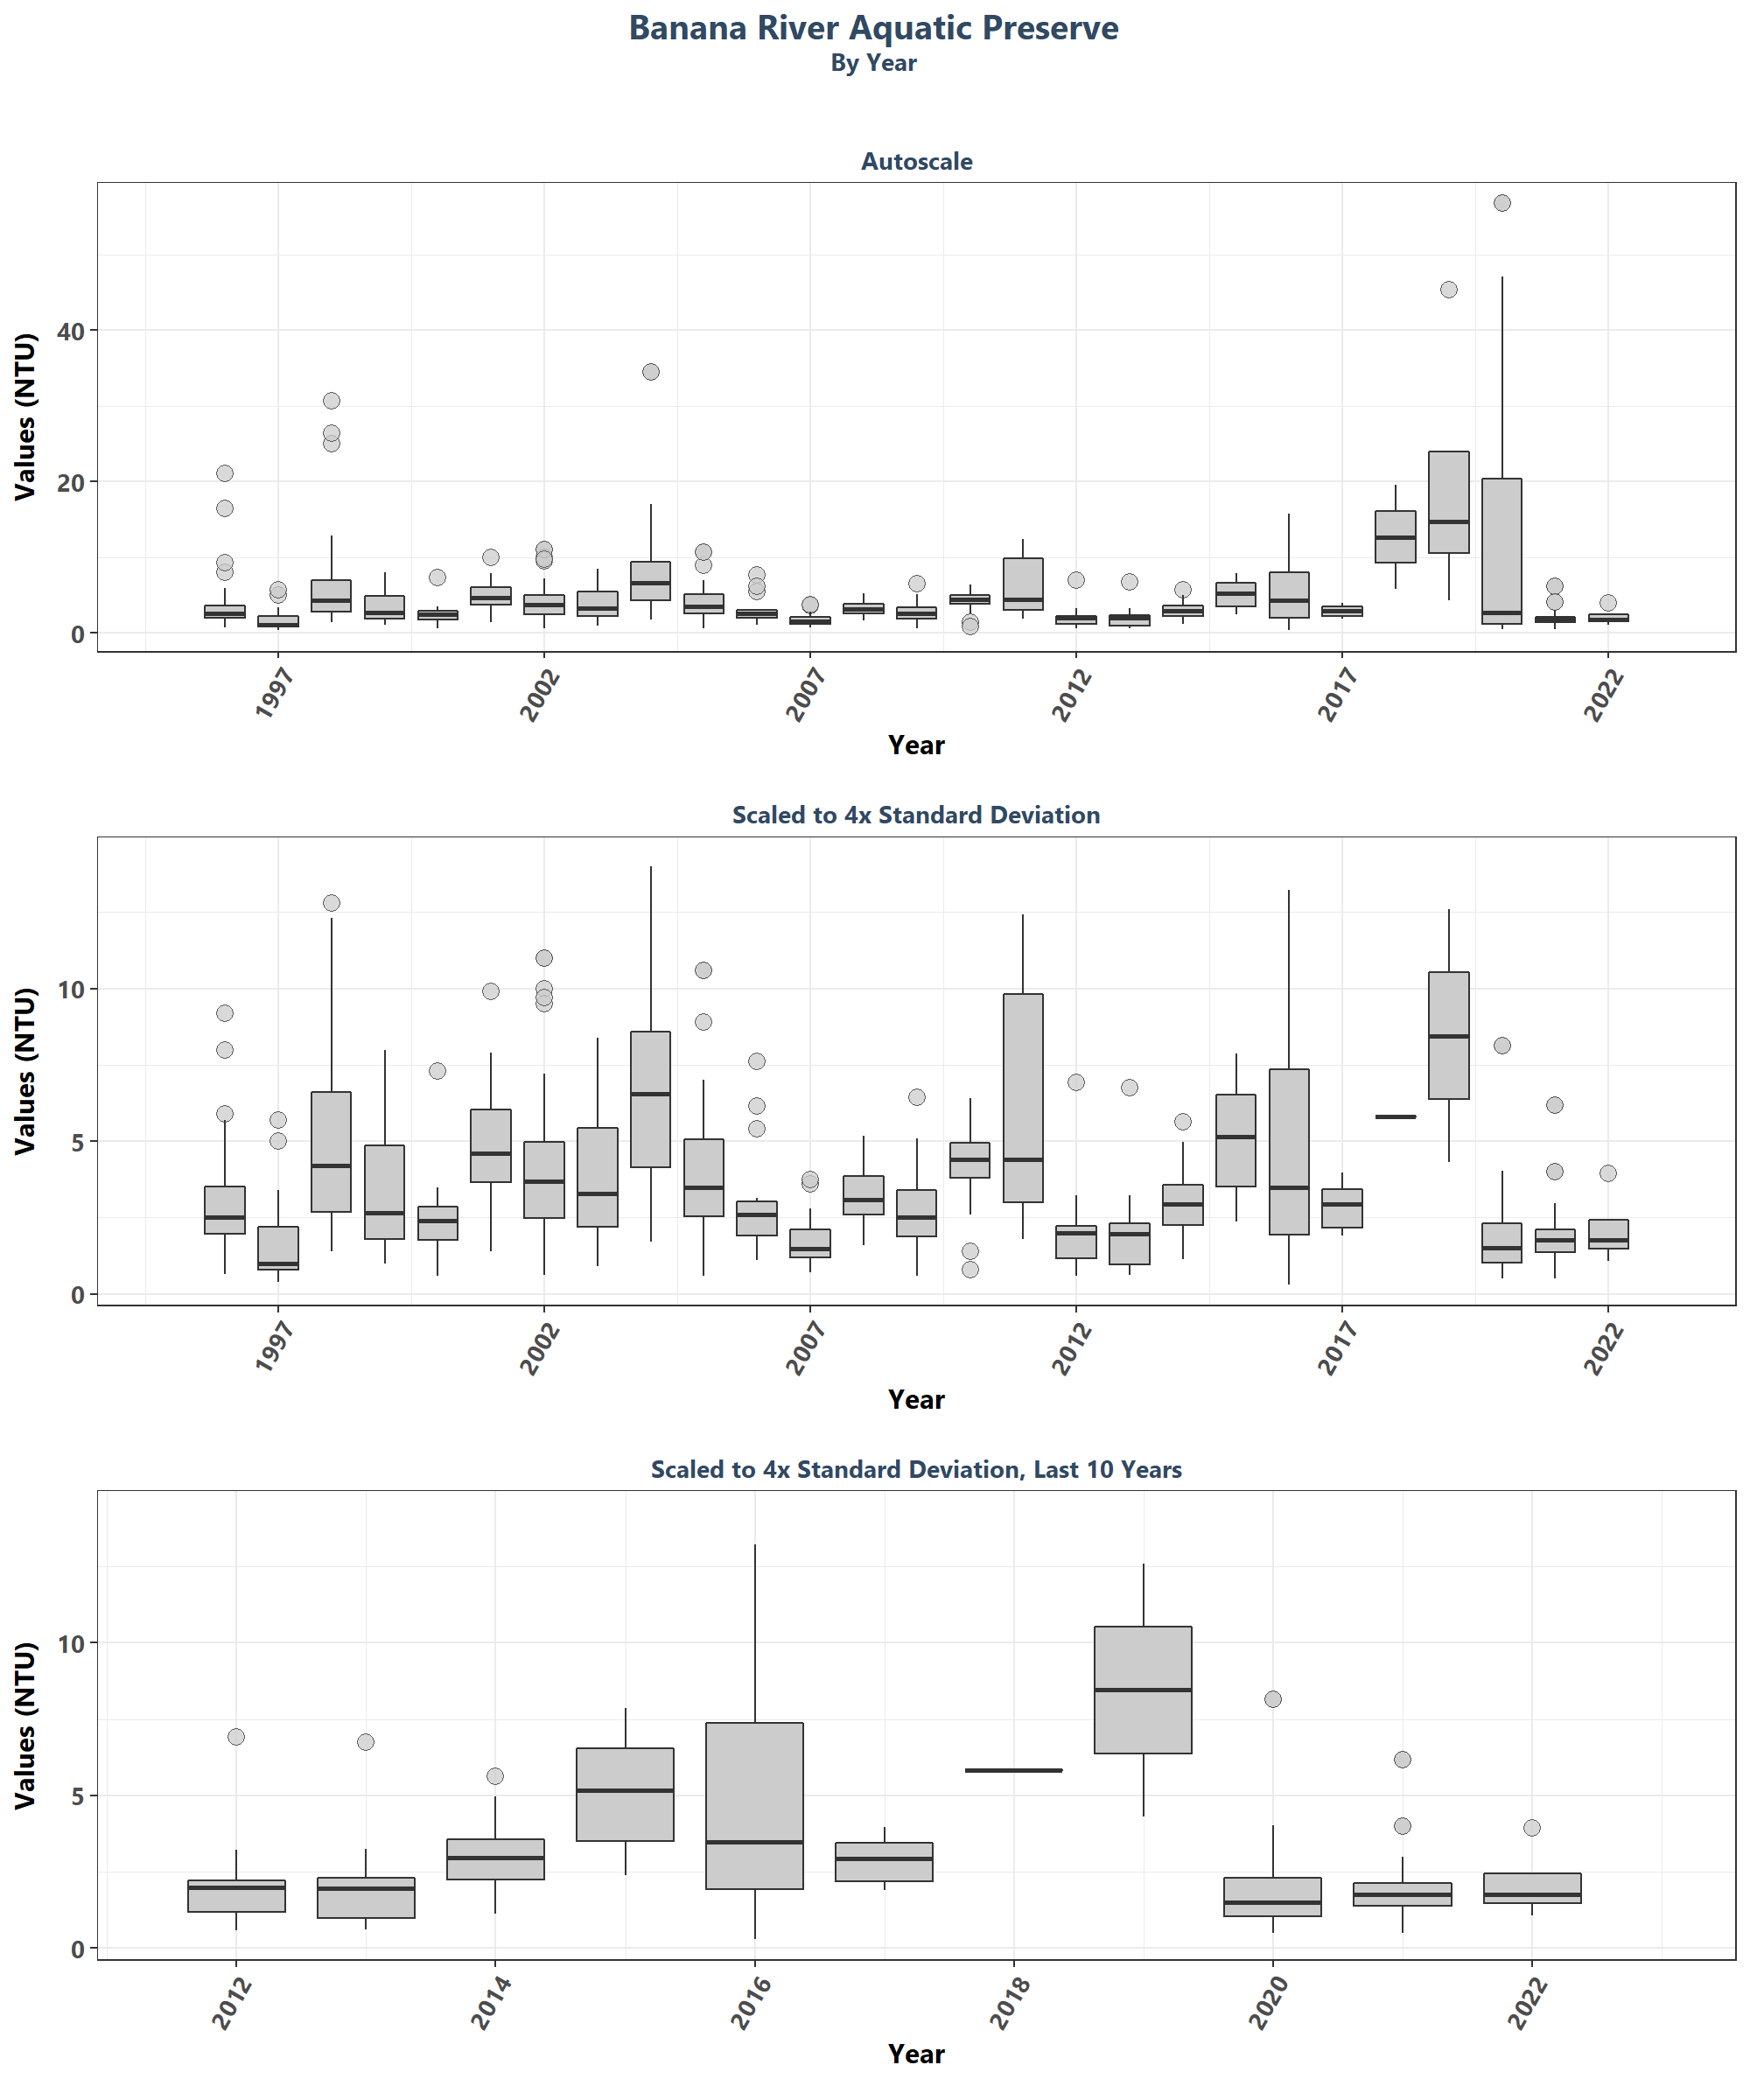 Banana River Aquatic Preserve
By Year
Autoscale
Values (NTU)
40
20
0
1997 2002 2007 2012 2017 2022
Year
Scaled to 4x Standard Deviation
Values (NTU)
10
5
0
1997 2002 2007 2012 2017 2022
Year
Scaled to 4x Standard Deviation, Last 10 Years
Values (NTU)
10
5
0
2012 2014 2016 2018 2020 2022
Year